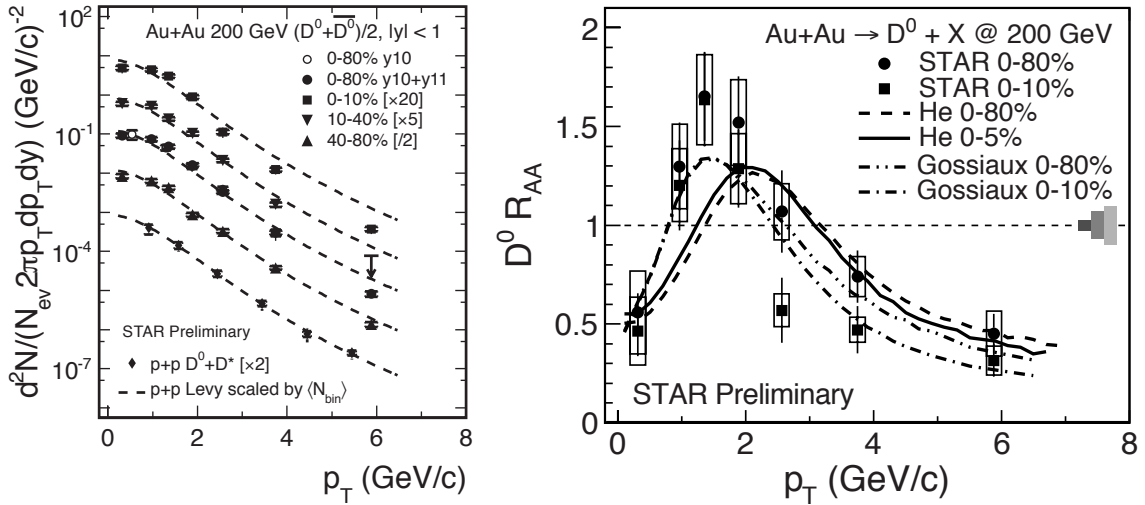 Au+Au 200 GeV (D⁰+D̅⁰)/2, |y| < 1
0-80% y10
0-80% y10+y11
0-10% [×20]
10-40% [×5]
40-80% [/2]
STAR Preliminary
p+p D⁰+D* [×2]
p+p Levy scaled by ⟨N_bin⟩
d²N/(N_ev 2πp_T dp_T dy) (GeV/c)⁻²
10²
10⁻¹
10⁻⁴
10⁻⁷
0 2 4 6 8
p_T (GeV/c)
Au+Au → D⁰ + X @ 200 GeV
STAR 0-80%
STAR 0-10%
He 0-80%
He 0-5%
Gossiaux 0-80%
Gossiaux 0-10%
STAR Preliminary
D⁰ R_AA
2
1.5
1
0.5
0
0 2 4 6 8
p_T (GeV/c)